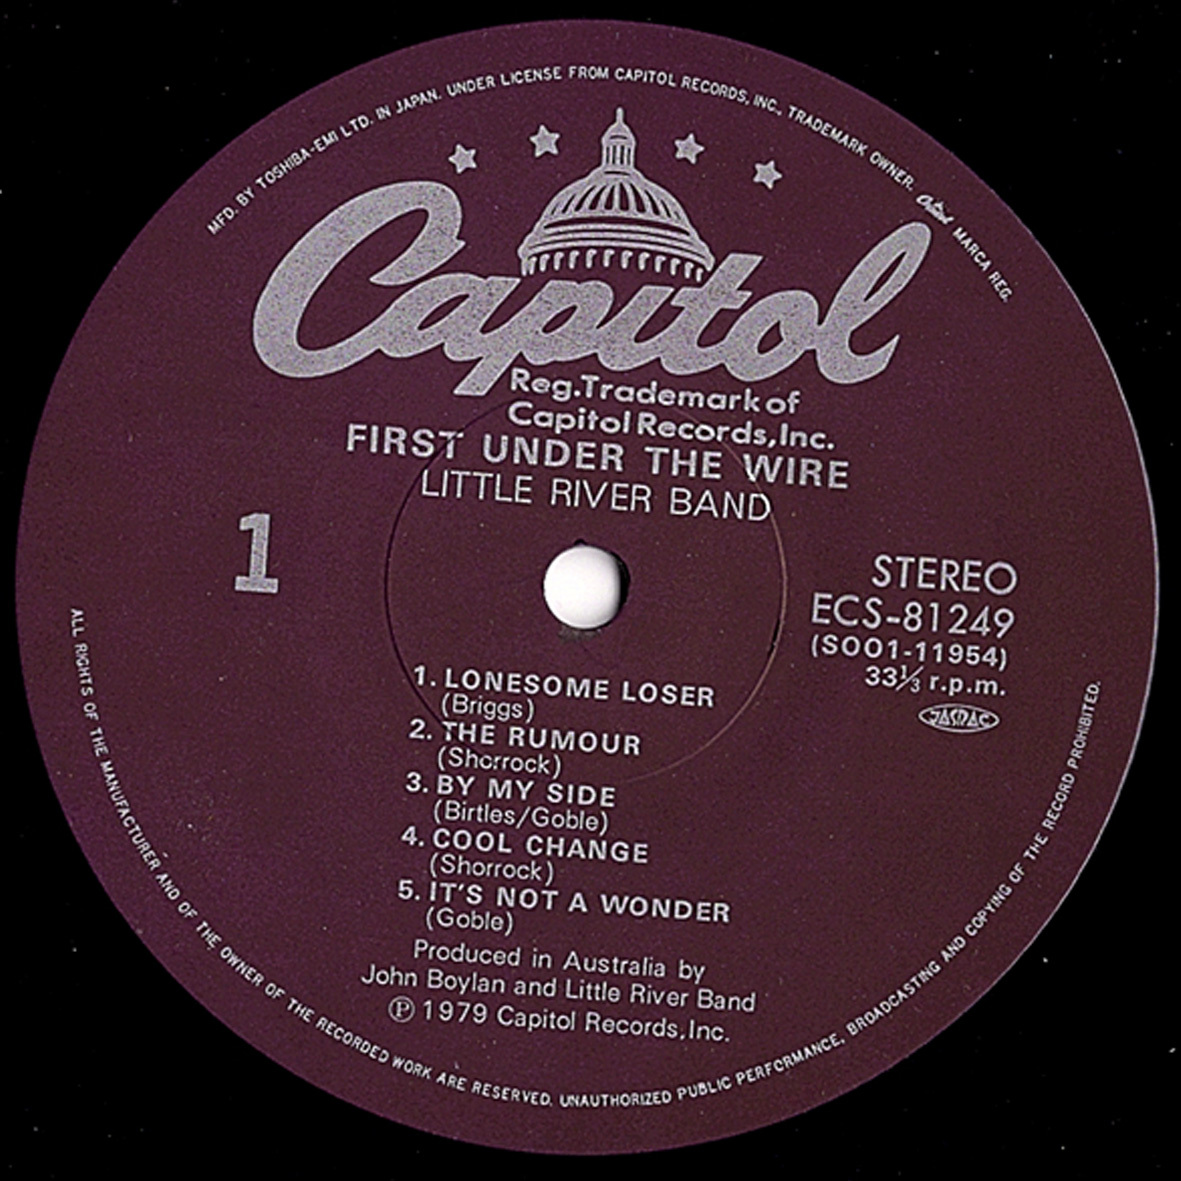 MFD. BY TOSHIBA-EMI LTD. IN JAPAN. UNDER LICENSE FROM CAPITOL RECORDS, INC., TRADEMARK OWNER. Capitol MARCA REG.
Capitol
Reg.Trademark of
Capitol Records,Inc.
FIRST UNDER THE WIRE
LITTLE RIVER BAND
1
STEREO
ECS-81249
(SOO1-11954)
33⅓ r.p.m.
JASRAC
1. LONESOME LOSER
(Briggs)
2. THE RUMOUR
(Shorrock)
3. BY MY SIDE
(Birtles/Goble)
4. COOL CHANGE
(Shorrock)
5. IT'S NOT A WONDER
(Goble)
Produced in Australia by
John Boylan and Little River Band
Ⓟ 1979 Capitol Records,Inc.
ALL RIGHTS OF THE MANUFACTURER AND OF THE OWNER OF THE RECORDED WORK ARE RESERVED. UNAUTHORIZED PUBLIC PERFORMANCE, BROADCASTING AND COPYING OF THE RECORD PROHIBITED.